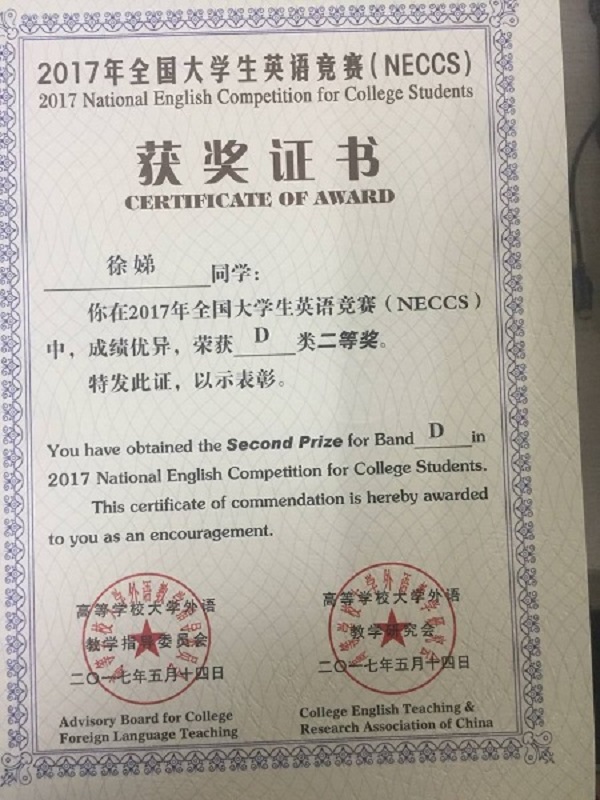 2017年全国大学生英语竞赛(NECCS)
2017 National English Competition for College Students
获奖证书
CERTIFICATE OF AWARD
徐娣同学：
你在2017年全国大学生英语竞赛（NECCS）
中，成绩优异，荣获 D 类二等奖。
特发此证，以示表彰。
You have obtained the Second Prize for Band D in
2017 National English Competition for College Students.
This certificate of commendation is hereby awarded
to you as an encouragement.
高等学校大学外语
教学指导委员会
二〇一七年五月十四日
Advisory Board for College
Foreign Language Teaching
高等学校大学外语
教学研究会
二〇一七年五月十四日
College English Teaching &
Research Association of China